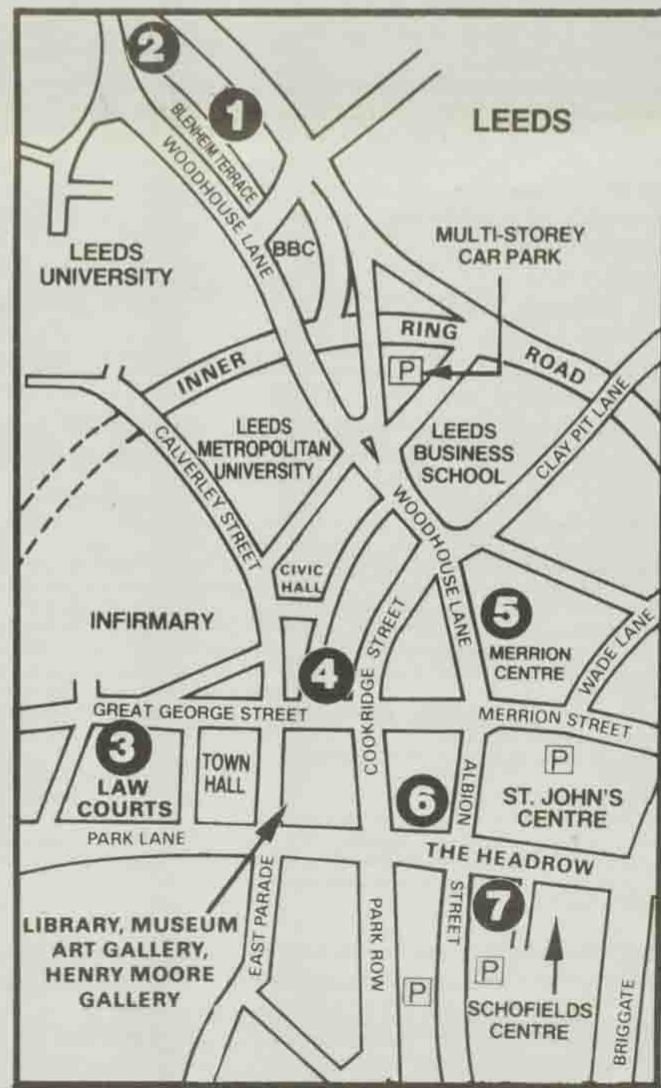 2
1
LEEDS
BLENHEIM TERRACE
WOODHOUSE LANE
LEEDS
UNIVERSITY
BBC
MULTI-STOREY
CAR PARK
INNER
RING
ROAD
P
LEEDS
METROPOLITAN
UNIVERSITY
LEEDS
BUSINESS
SCHOOL
CLAY PIT LANE
CALVERLEY STREET
WOODHOUSE LANE
CIVIC
HALL
INFIRMARY
COOKRIDGE STREET
5
MERRION
CENTRE
WADE LANE
4
GREAT GEORGE STREET
MERRION STREET
3
LAW
COURTS
TOWN
HALL
6
ALBION
STREET
P
ST. JOHN'S
CENTRE
PARK LANE
THE HEADROW
LIBRARY, MUSEUM
ART GALLERY,
HENRY MOORE
GALLERY
EAST PARADE
PARK ROW
7
P
P
SCHOFIELDS
CENTRE
BRIGGATE